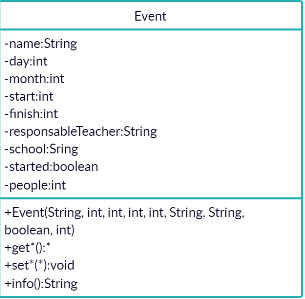 Event
-name:String
-day:int
-month:int
-start:int
-finish:int
-responsableTeacher:String
-school:Sring
-started:boolean
-people:int
+Event(String, int, int, int, int, String, String,
boolean, int)
+get*():*
+set*(*):void
+info():String